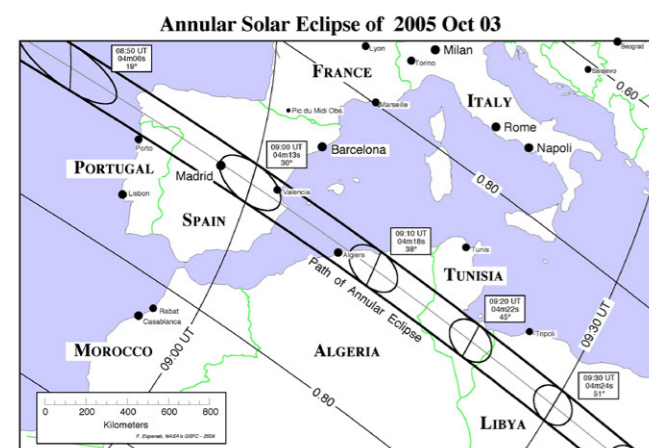 Annular Solar Eclipse of 2005 Oct 03
08:50 UT
04m08s
19°
Lyon
Milan
Torino
Beograd
Sarajevo
0.60
FRANCE
Marseille
ITALY
Pic du Midi Obs.
Rome
Napoli
Porto
09:00 UT
04m13s
30°
Barcelona
PORTUGAL
Madrid
0.80
Valencia
Lisbon
SPAIN
09:10 UT
04m18s
38°
Algiers
Tunis
TUNISIA
Path of Annular Eclipse
09:20 UT
04m22s
45°
Rabat
Casablanca
Tripoli
09:30 UT
09:00 UT
MOROCCO
ALGERIA
09:30 UT
04m24s
51°
0.80
0 200 400 600 800
Kilometers
F. Espenak, NASA's GSFC - 2004
LIBYA